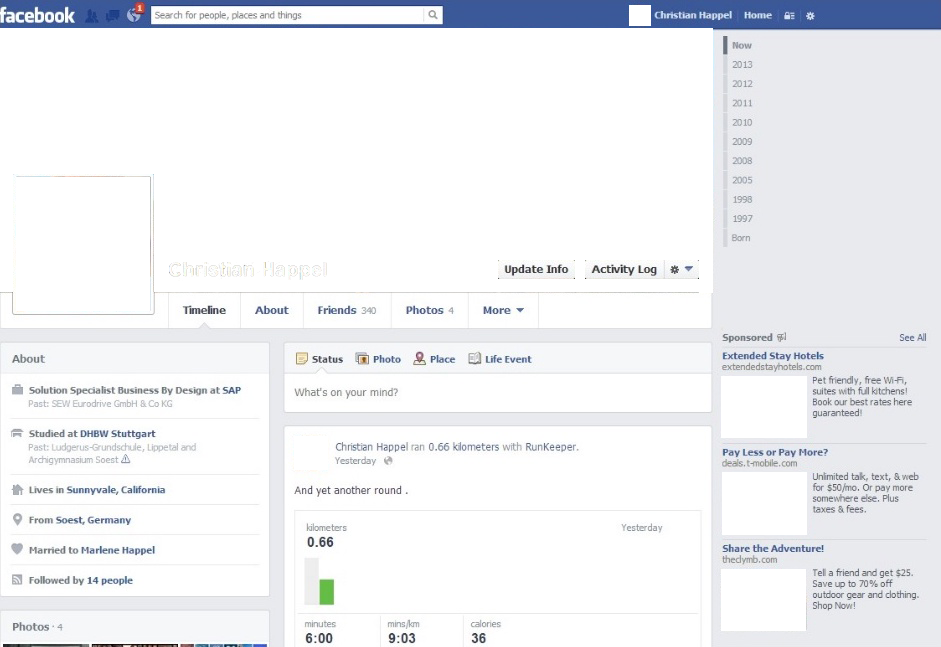 facebook
1
Search for people, places and things
Christian Happel Home
Now
2013
2012
2011
2010
2009
2008
2005
1998
1997
Born
Christian Happel
Update Info
Activity Log
Timeline
About
Friends 340
Photos 4
More
About
Solution Specialist Business By Design at SAP
Past: SEW Eurodrive GmbH & Co KG
Studied at DHBW Stuttgart
Past: Ludgerus-Grundschule, Lippetal and
Archigymnasium Soest
Lives in Sunnyvale, California
From Soest, Germany
Married to Marlene Happel
Followed by 14 people
Photos · 4
Status
Photo
Place
Life Event
What's on your mind?
Christian Happel ran 0.66 kilometers with RunKeeper.
Yesterday
And yet another round .
kilometers
Yesterday
0.66
minutes
mins/km
calories
6:00
9:03
36
Sponsored
See All
Extended Stay Hotels
extendedstayhotels.com
Pet friendly, free Wi-Fi,
suites with full kitchens!
Book our best rates here
guaranteed!
Pay Less or Pay More?
deals.t-mobile.com
Unlimited talk, text, & web
for $50/mo. Or pay more
somewhere else. Plus
taxes & fees.
Share the Adventure!
theclymb.com
Tell a friend and get $25.
Save up to 70% off
outdoor gear and clothing.
Shop Now!